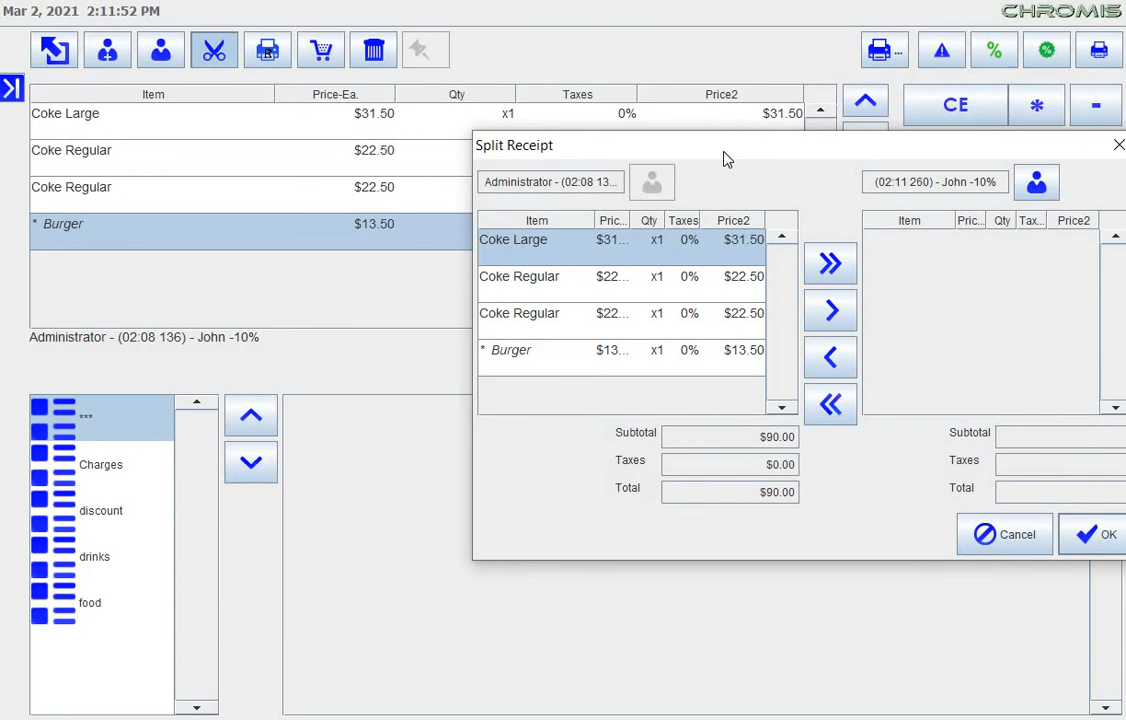 Mar 2, 2021 2:11:52 PM
CHROMIS
R
...
%
%
Item Price-Ea. Qty Taxes Price2
CE * -
Coke Large $31.50 x1 0% $31.50
Coke Regular $22.50
Coke Regular $22.50
* Burger $13.50
Administrator - (02:08 136) - John -10%
***
Charges
discount
drinks
food
Split Receipt
Administrator - (02:08 13...
(02:11 260) - John -10%
Item Pric... Qty Taxes Price2
Coke Large $31... x1 0% $31.50
Coke Regular $22... x1 0% $22.50
Coke Regular $22... x1 0% $22.50
* Burger $13... x1 0% $13.50
Subtotal $90.00
Taxes $0.00
Total $90.00
Item Pric... Qty Tax... Price2
Subtotal
Taxes
Total
Cancel
OK